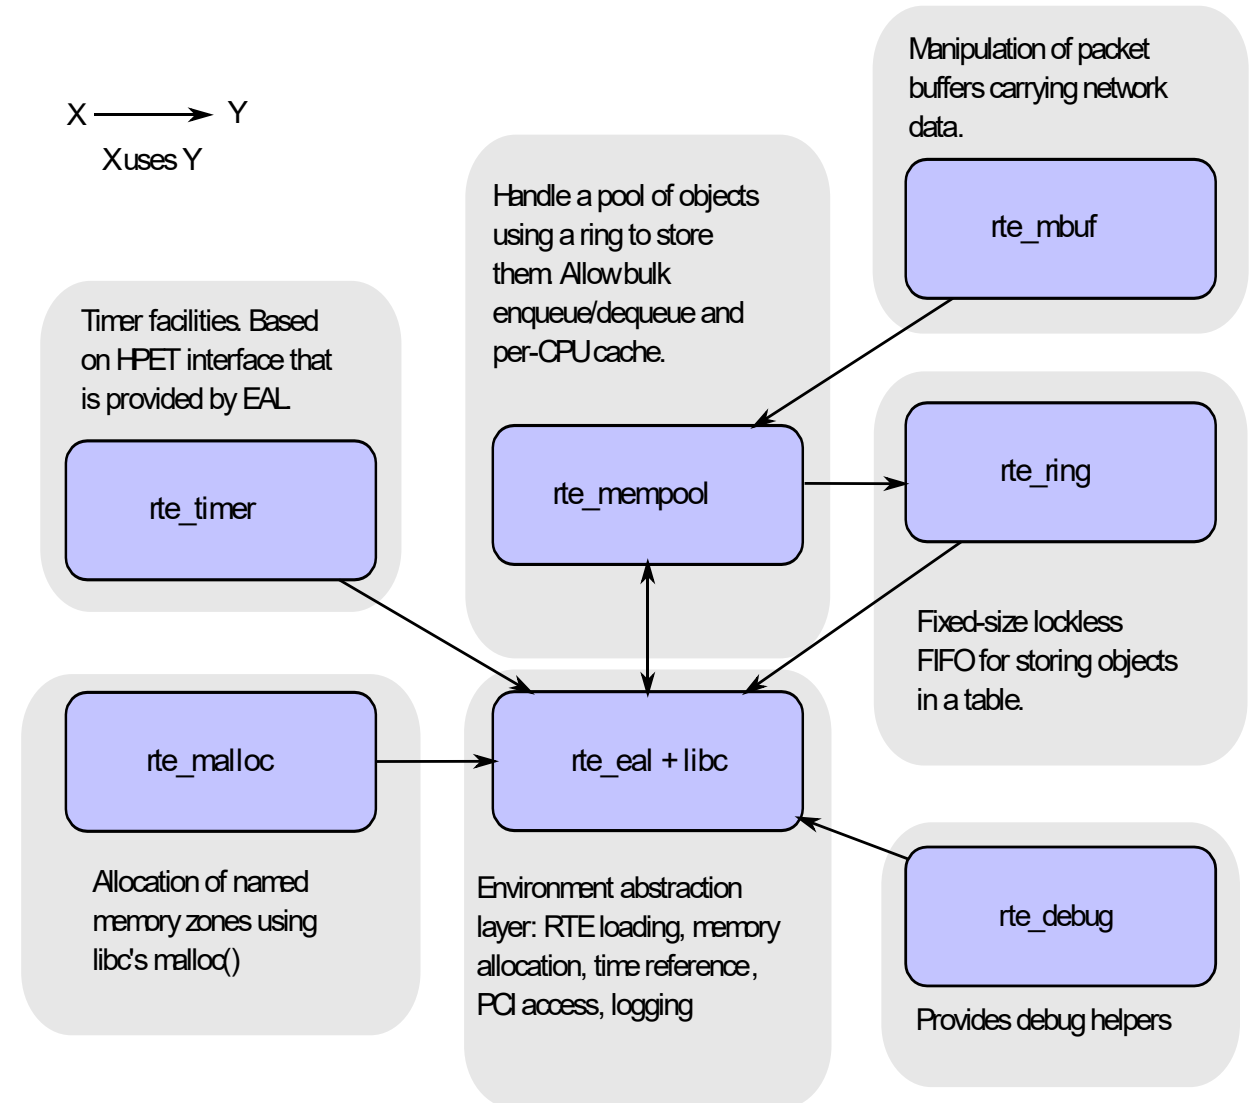 X
Y
X uses Y
Manipulation of packet
buffers carrying network
data.
rte_mbuf
Handle a pool of objects
using a ring to store
them. Allow bulk
enqueue/dequeue and
per-CPU cache.
rte_mempool
Timer facilities. Based
on HPET interface that
is provided by EAL.
rte_timer
rte_ring
Fixed-size lockless
FIFO for storing objects
in a table.
rte_malloc
Allocation of named
memory zones using
libc's malloc()
rte_eal + libc
Environment abstraction
layer: RTE loading, memory
allocation, time reference,
PCI access, logging
rte_debug
Provides debug helpers